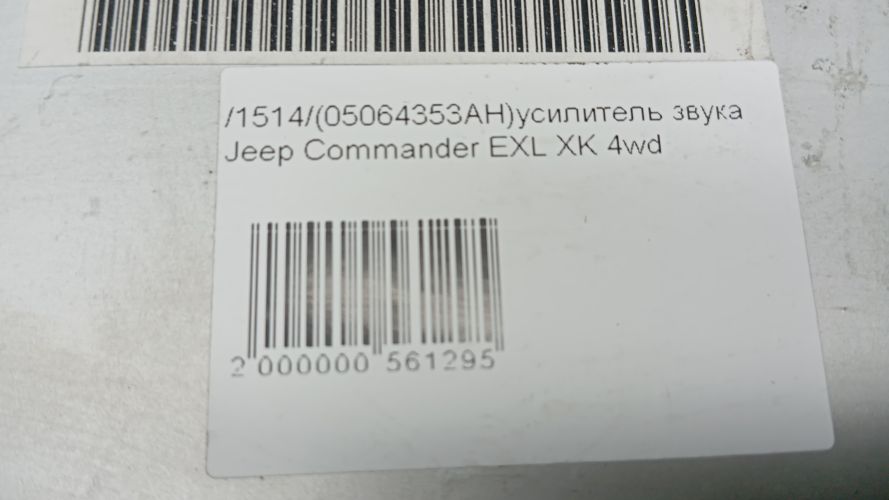 /1514/(05064353AH)усилитель звука
Jeep Commander EXL XK 4wd
2 000000 561295